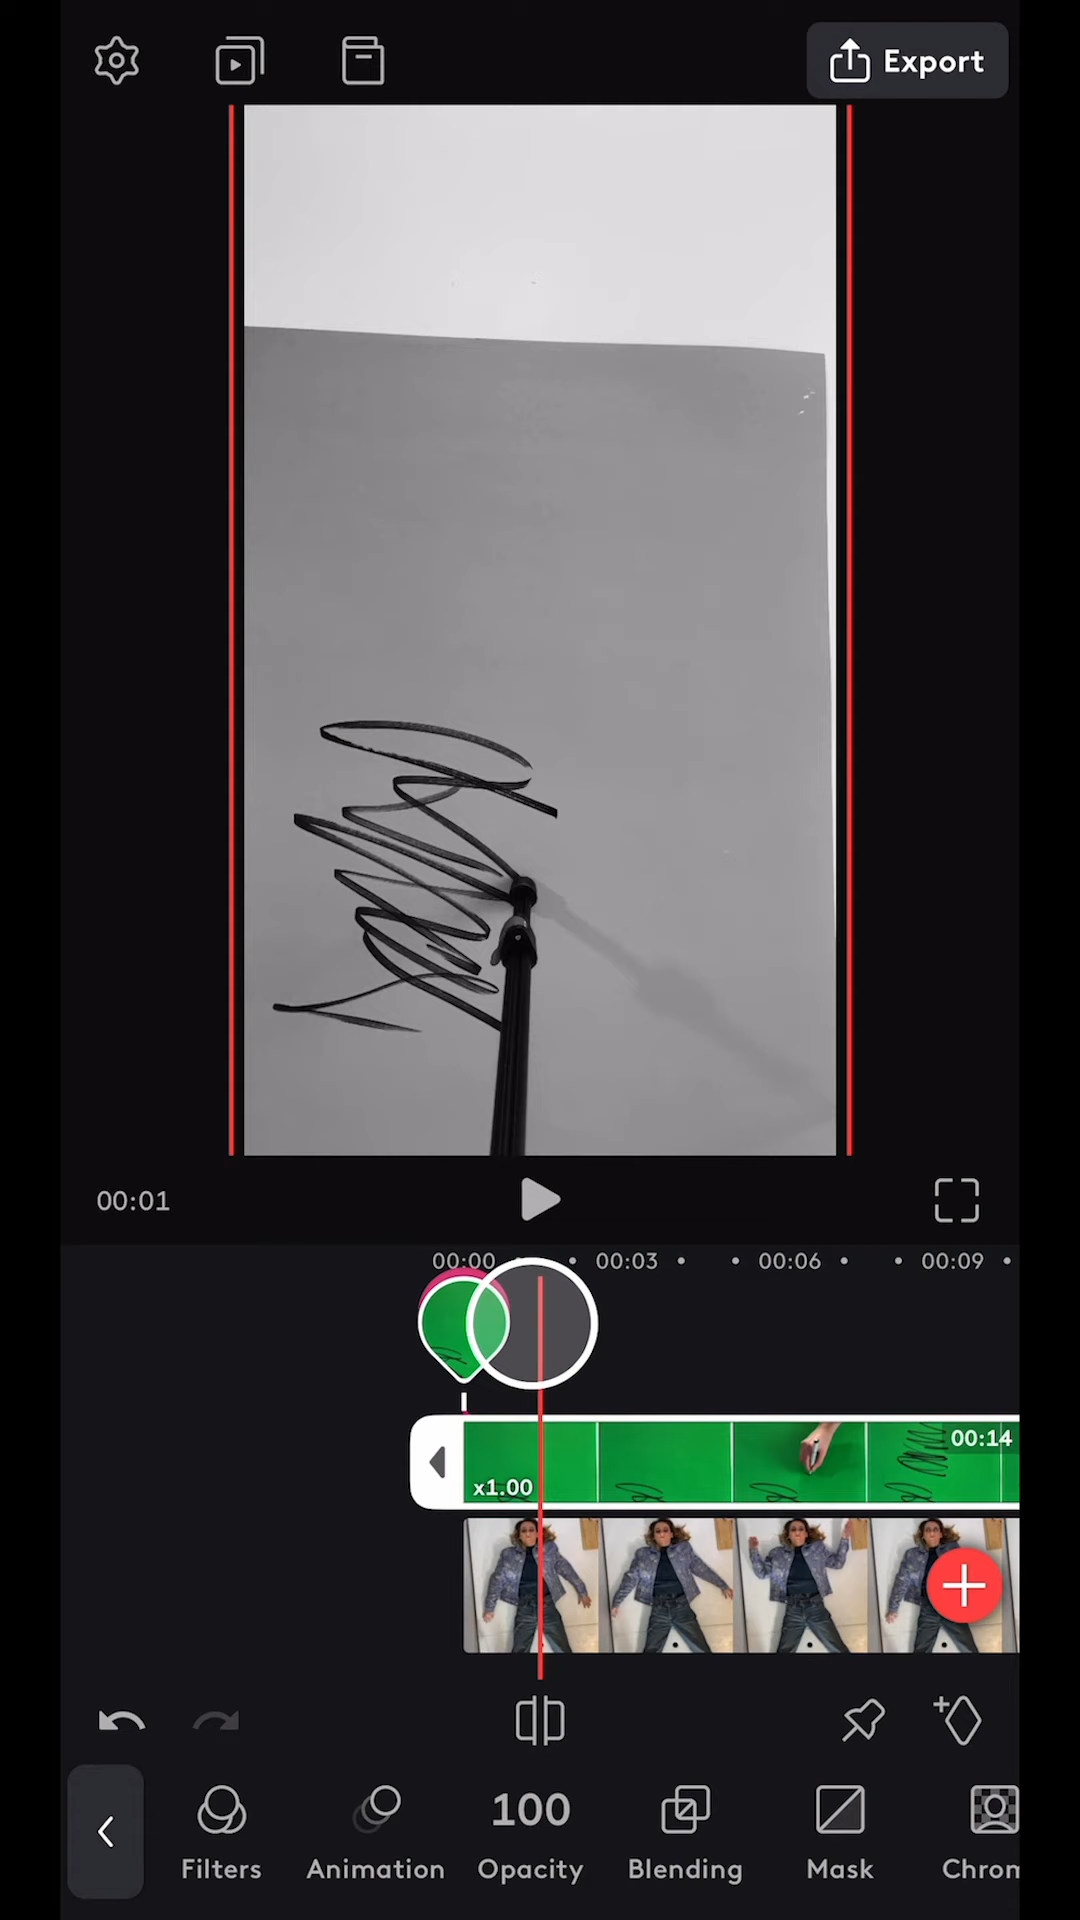 Export
00:01
00:00 00:03 00:06 00:09
00:14
x1.00
100
Filters Animation Opacity Blending Mask Chrom